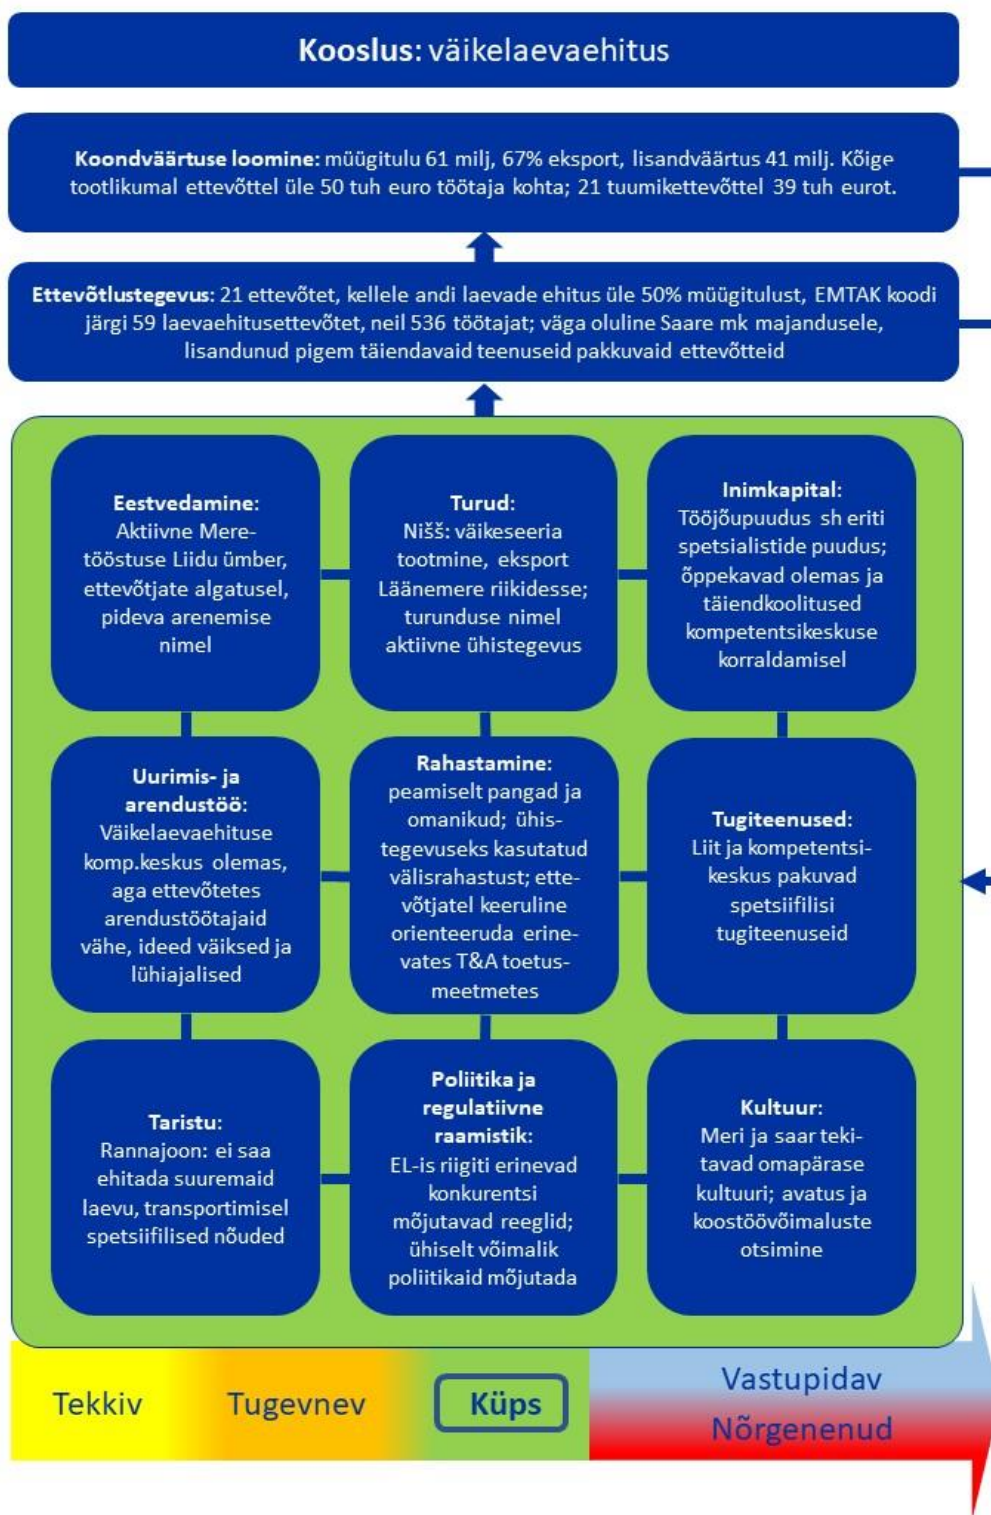 Kooslus: väikelaevaehitus
Koondväärtuse loomine: müügitulu 61 milj, 67% eksport, lisandväärtus 41 milj. Kõige
tootlikumal ettevõttel üle 50 tuh euro töötaja kohta; 21 tuumikettevõttel 39 tuh eurot.
Ettevõtlustegevus: 21 ettevõtet, kellele andi laevade ehitus üle 50% müügitulust, EMTAK koodi
järgi 59 laevaehitusettevõtet, neil 536 töötajat; väga oluline Saare mk majandusele,
lisandunud pigem täiendavaid teenuseid pakkuvaid ettevõtteid
Eestvedamine:
Aktiivne Mere-
tööstuse Liidu ümber,
ettevõtjate algatusel,
pideva arenemise
nimel
Turud:
Nišš: väikeseeria
tootmine, eksport
Läänemere riikidesse;
turunduse nimel
aktiivne ühistegevus
Inimkapital:
Tööjõupuudus sh eriti
spetsialistide puudus;
õppekavad olemas ja
täiendkoolitused
kompetentsikeskuse
korraldamisel
Uurimis- ja
arendustöö:
Väikelaevaehituse
komp.keskus olemas,
aga ettevõtetes
arendustöötajaid
vähe, ideed väiksed ja
lühiajalised
Rahastamine:
peamiselt pangad ja
omanikud; ühis-
tegevuseks kasutatud
välisrahastust; ette-
võtjatel keeruline
orienteeruda erine-
vates T&A toetus-
meetmetes
Tugiteenused:
Liit ja kompetentsi-
keskus pakuvad
spetsiifilisi
tugiteenuseid
Taristu:
Rannajoon: ei saa
ehitada suuremaid
laevu, transportimisel
spetsiifilised nõuded
Poliitika ja
regulatiivne
raamistik:
EL-is riigiti erinevad
konkurentsi
mõjutavad reeglid;
ühiselt võimalik
poliitikaid mõjutada
Kultuur:
Meri ja saar teki-
tavad omapärase
kultuuri; avatus ja
koostöövõimaluste
otsimine
Tekkiv
Tugevnev
Küps
Vastupidav
Nõrgenenud